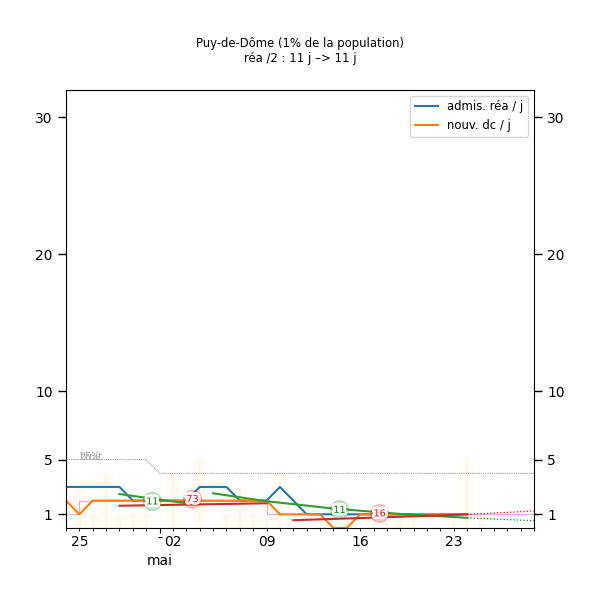 Puy-de-Dôme (1% de la population)
réa /2 : 11 j –> 11 j
admis. réa / j
nouv. dc / j
30 30
20 20
10 10
5 5
1 1
11 73 11 16
25 02 09 16 23
mai